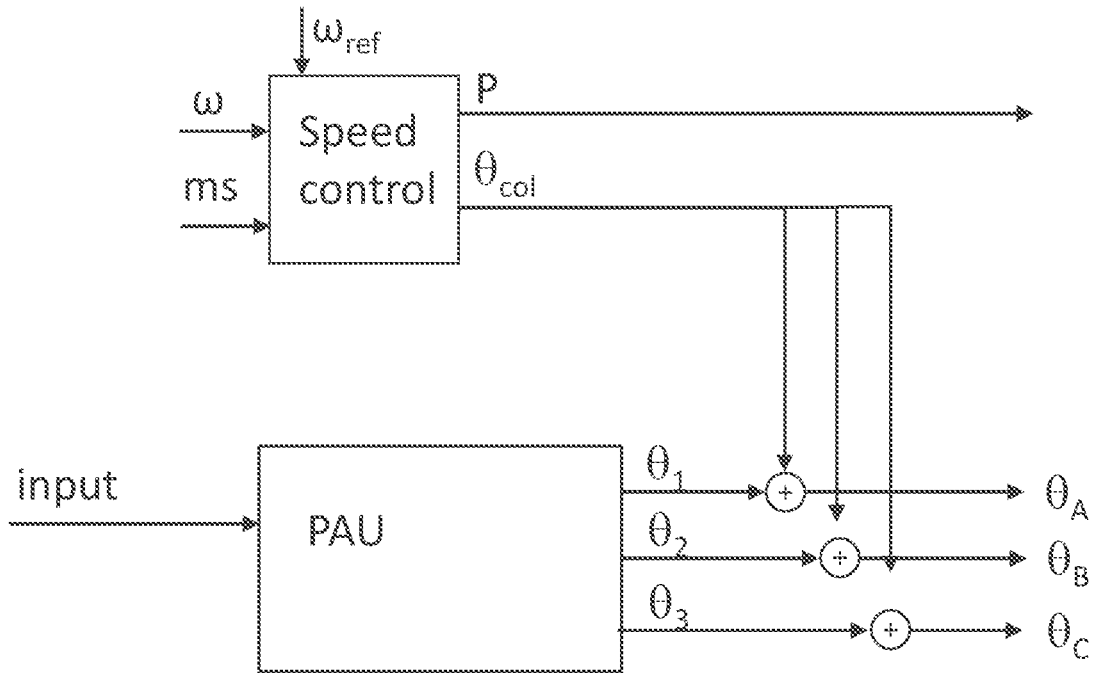 ω_ref
ω
ms
Speed
control
P
θ_col
input
PAU
θ_1
θ_2
θ_3
+
+
+
θ_A
θ_B
θ_C